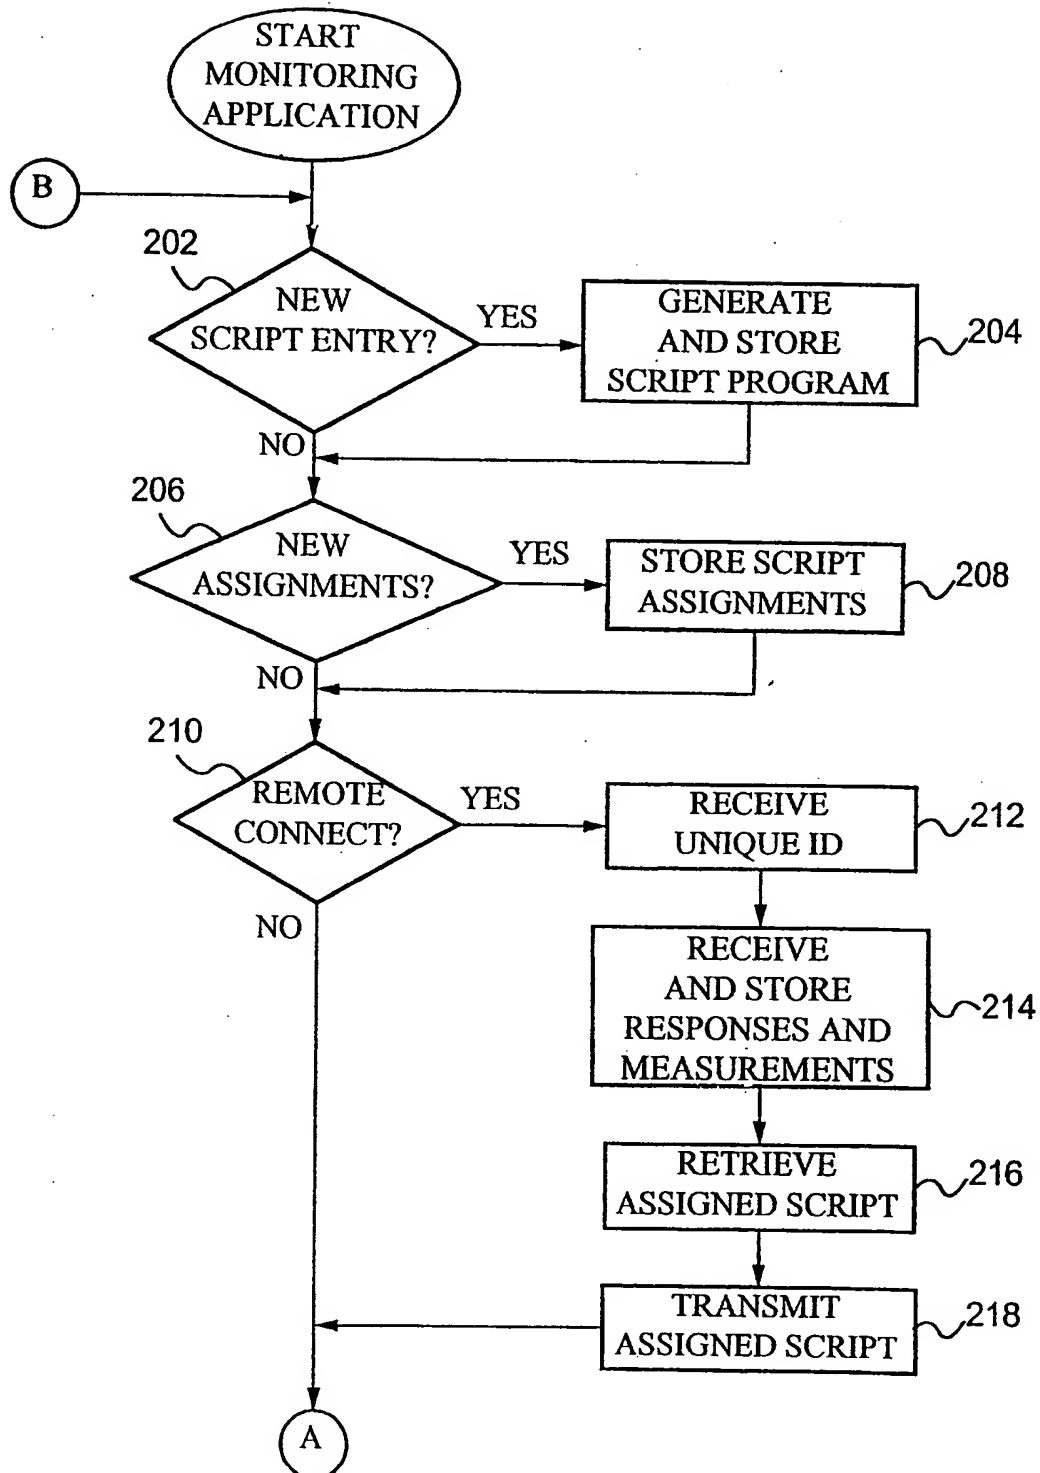 START
MONITORING
APPLICATION
B
202
NEW
SCRIPT ENTRY?
YES
GENERATE
AND STORE
SCRIPT PROGRAM
204
NO
206
NEW
ASSIGNMENTS?
YES
STORE SCRIPT
ASSIGNMENTS
208
NO
210
REMOTE
CONNECT?
YES
RECEIVE
UNIQUE ID
212
NO
RECEIVE
AND STORE
RESPONSES AND
MEASUREMENTS
214
RETRIEVE
ASSIGNED SCRIPT
216
TRANSMIT
ASSIGNED SCRIPT
218
A